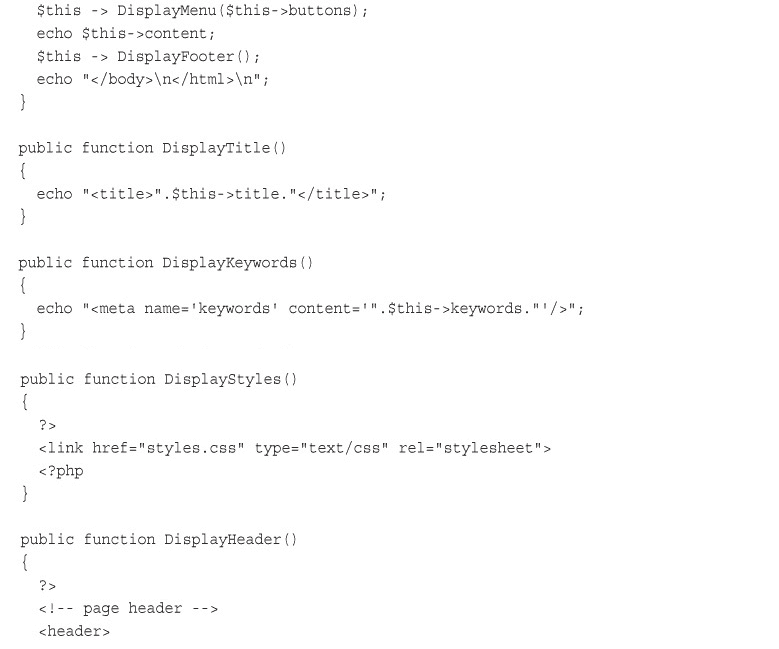 $this -> DisplayMenu($this->buttons);
echo $this->content;
$this -> DisplayFooter();
echo "</body>\n</html>\n";
}
public function DisplayTitle()
{
echo "<title>".$this->title."</title>";
}
public function DisplayKeywords()
{
echo "<meta name='keywords' content='".$this->keywords."'/>";
}
public function DisplayStyles()
{
?>
<link href="styles.css" type="text/css" rel="stylesheet">
<?php
}
public function DisplayHeader()
{
?>
<!-- page header -->
<header>